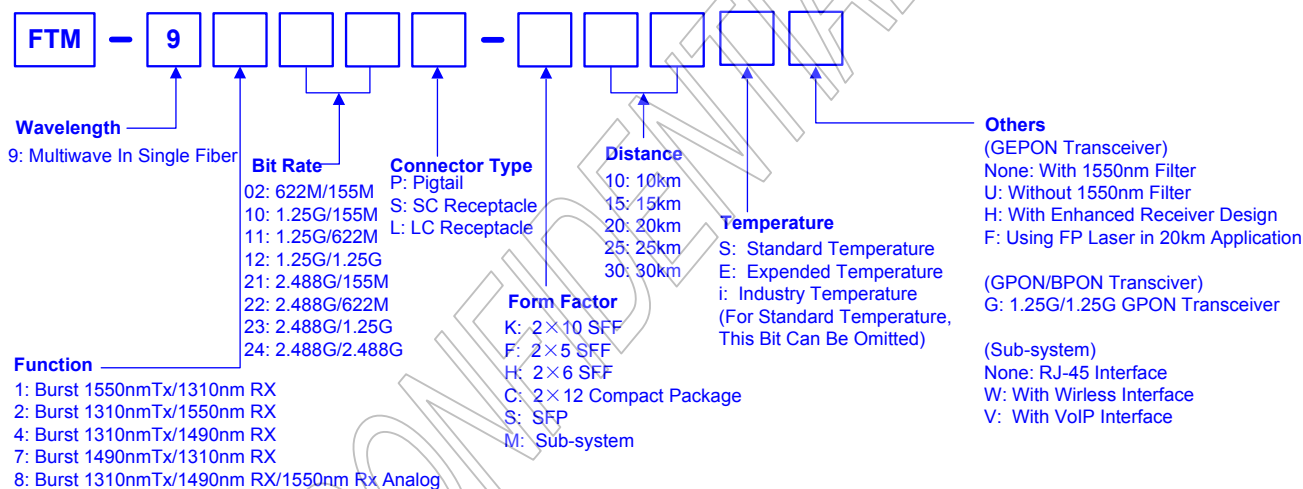 FTM - 9 -
Wavelength
9: Multiwave In Single Fiber
Bit Rate
02: 622M/155M
10: 1.25G/155M
11: 1.25G/622M
12: 1.25G/1.25G
21: 2.488G/155M
22: 2.488G/622M
23: 2.488G/1.25G
24: 2.488G/2.488G
Connector Type
P: Pigtail
S: SC Receptacle
L: LC Receptacle
Distance
10: 10km
15: 15km
20: 20km
25: 25km
30: 30km
Temperature
S: Standard Temperature
E: Expended Temperature
i: Industry Temperature
(For Standard Temperature,
This Bit Can Be Omitted)
Others
(GEPON Transceiver)
None: With 1550nm Filter
U: Without 1550nm Filter
H: With Enhanced Receiver Design
F: Using FP Laser in 20km Application
(GPON/BPON Transciver)
G: 1.25G/1.25G GPON Transceiver
(Sub-system)
None: RJ-45 Interface
W: With Wirless Interface
V: With VoIP Interface
Form Factor
K: 2×10 SFF
F: 2×5 SFF
H: 2×6 SFF
C: 2×12 Compact Package
S: SFP
M: Sub-system
Function
1: Burst 1550nmTx/1310nm RX
2: Burst 1310nmTx/1550nm RX
4: Burst 1310nmTx/1490nm RX
7: Burst 1490nmTx/1310nm RX
8: Burst 1310nmTx/1490nm RX/1550nm Rx Analog
CONFIDENTIAL